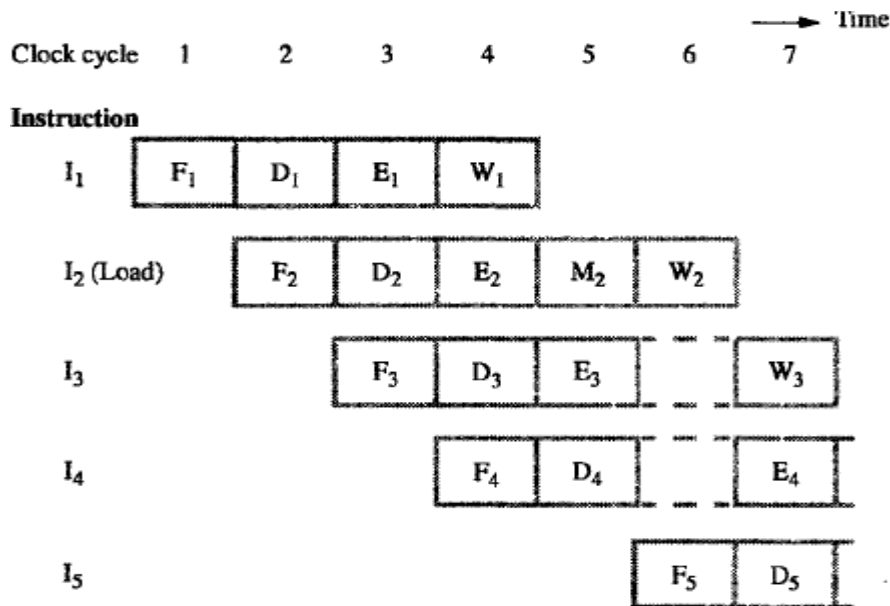 Time
Clock cycle 1 2 3 4 5 6 7
Instruction
I₁ F₁ D₁ E₁ W₁
I₂ (Load) F₂ D₂ E₂ M₂ W₂
I₃ F₃ D₃ E₃ W₃
I₄ F₄ D₄ E₄
I₅ F₅ D₅